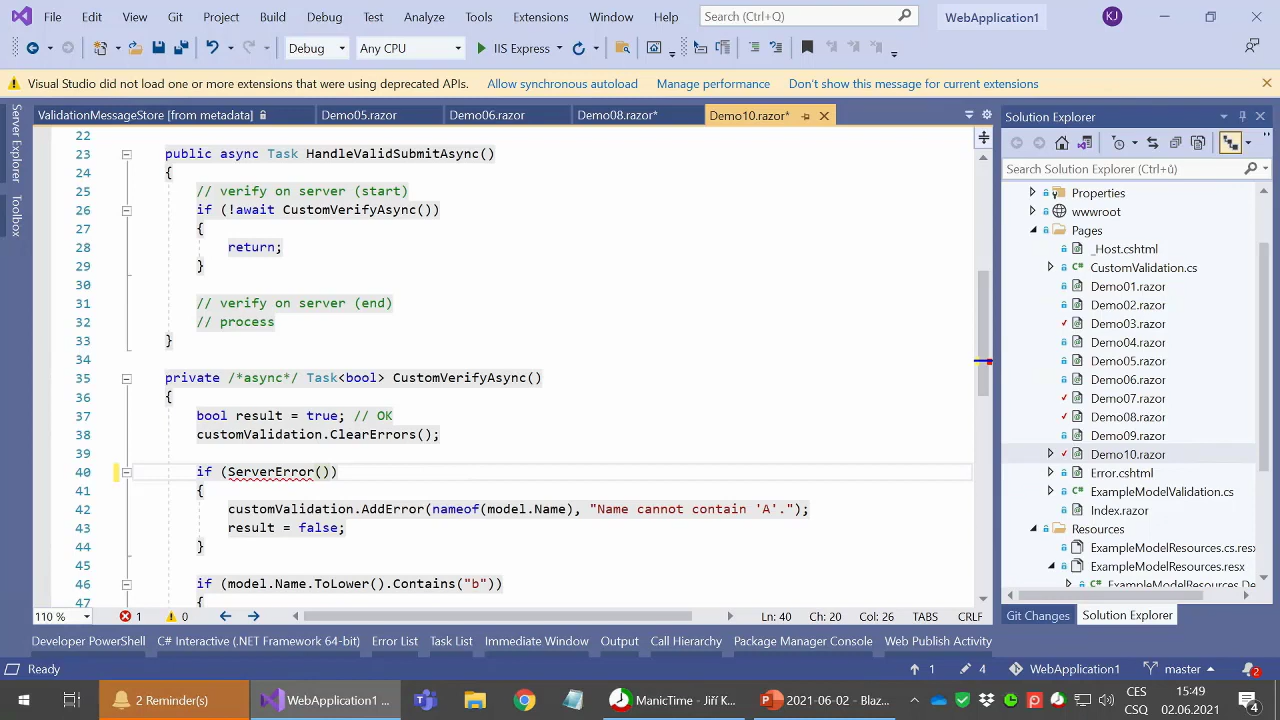 File Edit View Git Project Build Debug Test Analyze Tools Extensions Window Help Search (Ctrl+Q) WebApplication1 KJ
Debug Any CPU IIS Express
Visual Studio did not load one or more extensions that were using deprecated APIs. Allow synchronous autoload Manage performance Don't show this message for current extensions
Server Explorer
Toolbox
ValidationMessageStore [from metadata] Demo05.razor Demo06.razor Demo08.razor* Demo10.razor*
22
23 public async Task HandleValidSubmitAsync()
24 {
25 // verify on server (start)
26 if (!await CustomVerifyAsync())
27 {
28 return;
29 }
30
31 // verify on server (end)
32 // process
33 }
34
35 private /*async*/ Task<bool> CustomVerifyAsync()
36 {
37 bool result = true; // OK
38 customValidation.ClearErrors();
39
40 if (ServerError())
41 {
42 customValidation.AddError(nameof(model.Name), "Name cannot contain 'A'.");
43 result = false;
44 }
45
46 if (model.Name.ToLower().Contains("b"))
47 {
110 % 1 0 Ln: 40 Ch: 20 Col: 26 TABS CRLF
Solution Explorer
Search Solution Explorer (Ctrl+ů)
Properties
wwwroot
Pages
_Host.cshtml
CustomValidation.cs
Demo01.razor
Demo02.razor
Demo03.razor
Demo04.razor
Demo05.razor
Demo06.razor
Demo07.razor
Demo08.razor
Demo09.razor
Demo10.razor
Error.cshtml
ExampleModelValidation.cs
Index.razor
Resources
ExampleModelResources.cs.resx
ExampleModelResources.resx
ExampleModelResources.De
Git Changes Solution Explorer
Developer PowerShell C# Interactive (.NET Framework 64-bit) Error List Task List Immediate Window Output Call Hierarchy Package Manager Console Web Publish Activity
Ready 1 4 WebApplication1 master 2
2 Reminder(s) WebApplication1 ... ManicTime - Jiří K... 2021-06-02 - Blaz... CES 15:49
CSQ 02.06.2021 4